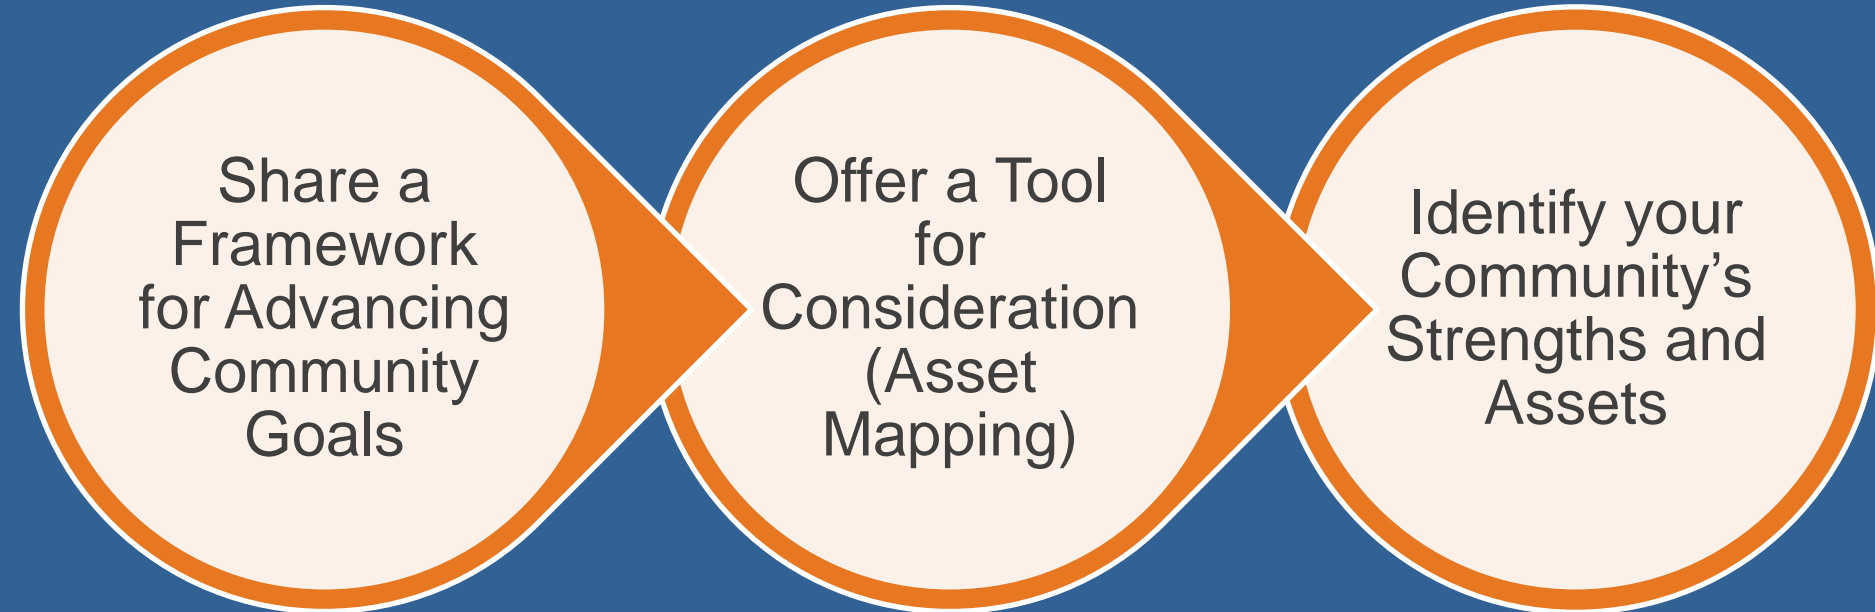 Share a
Framework
for Advancing
Community
Goals
Offer a Tool
for
Consideration
(Asset
Mapping)
Identify your
Community’s
Strengths and
Assets